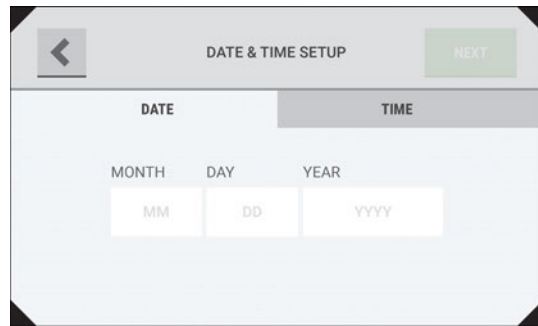 DATE & TIME SETUP
NEXT
DATE
TIME
MONTH
DAY
YEAR
MM
DD
YYYY